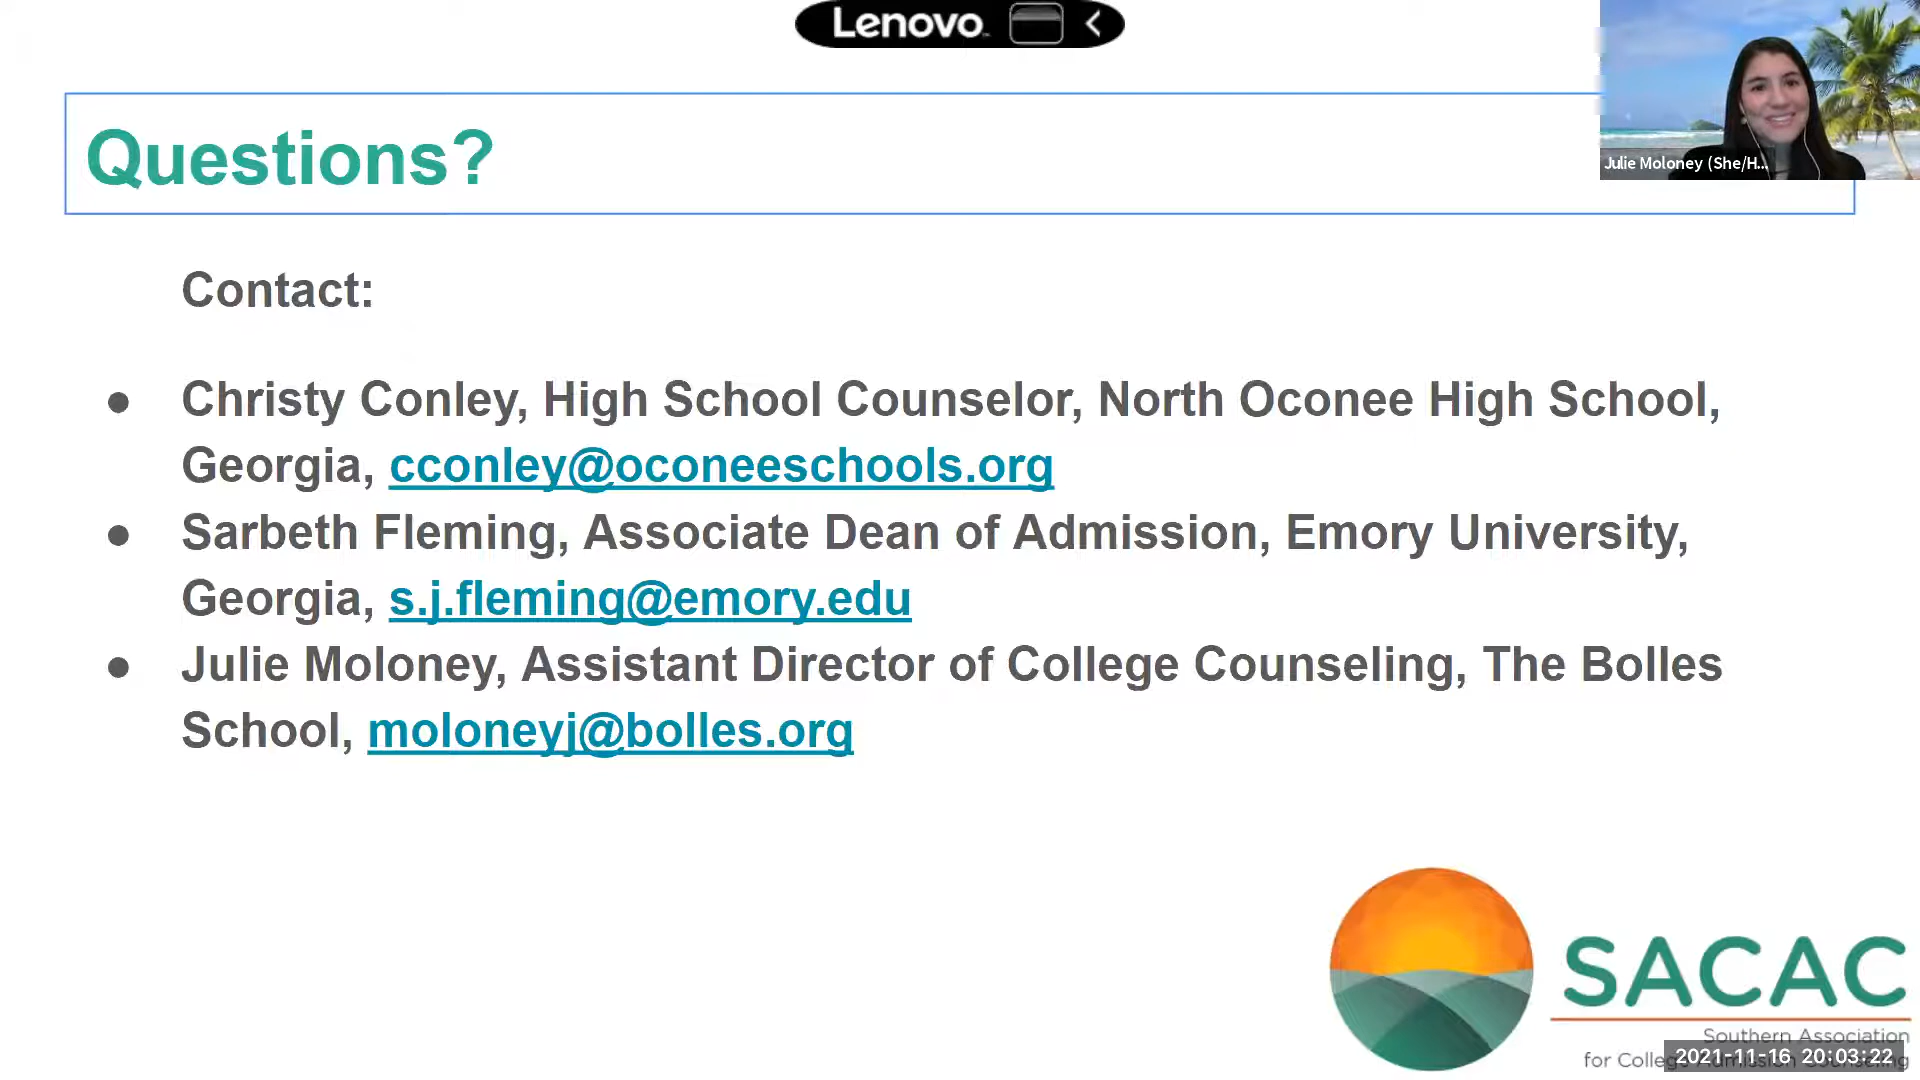 Lenovo
Questions?
Julie Moloney (She/H...
Contact:
● Christy Conley, High School Counselor, North Oconee High School,
Georgia, cconley@oconeeschools.org
● Sarbeth Fleming, Associate Dean of Admission, Emory University,
Georgia, s.j.fleming@emory.edu
● Julie Moloney, Assistant Director of College Counseling, The Bolles
School, moloneyj@bolles.org
SACAC
Southern Association
for College Admission Counseling
2021-11-16 20:03:22